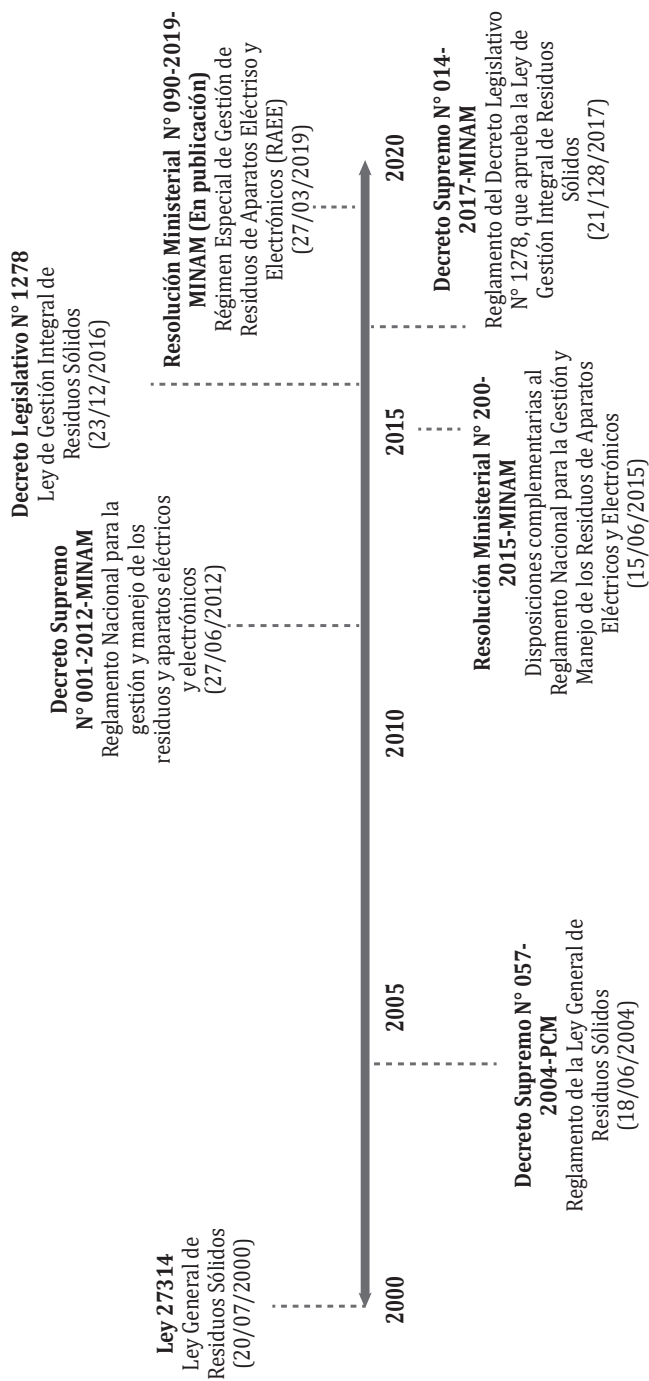 Ley 27314
Ley General de
Residuos Sólidos
(20/07/2000)
Decreto Supremo
N° 001-2012-MINAM
Reglamento Nacional para la
gestión y manejo de los
residuos y aparatos eléctricos
y electrónicos
(27/06/2012)
Decreto Legislativo N° 1278
Ley de Gestión Integral de
Residuos Sólidos
(23/12/2016)
Resolución Ministerial N° 090-2019-
MINAM (En publicación)
Régimen Especial de Gestión de
Residuos de Aparatos Eléctriso y
Electrónicos (RAEE)
(27/03/2019)
2000
2005
2010
2015
2020
Decreto Supremo N° 057-
2004-PCM
Reglamento de la Ley General de
Residuos Sólidos
(18/06/2004)
Resolución Ministerial N° 200-
2015-MINAM
Disposiciones complementarias al
Reglamento Nacional para la Gestión y
Manejo de los Residuos de Aparatos
Eléctricos y Electrónicos
(15/06/2015)
Decreto Supremo N° 014-
2017-MINAM
Reglamento del Decreto Legislativo
N° 1278, que aprueba la Ley de
Gestión Integral de Residuos
Sólidos
(21/128/2017)